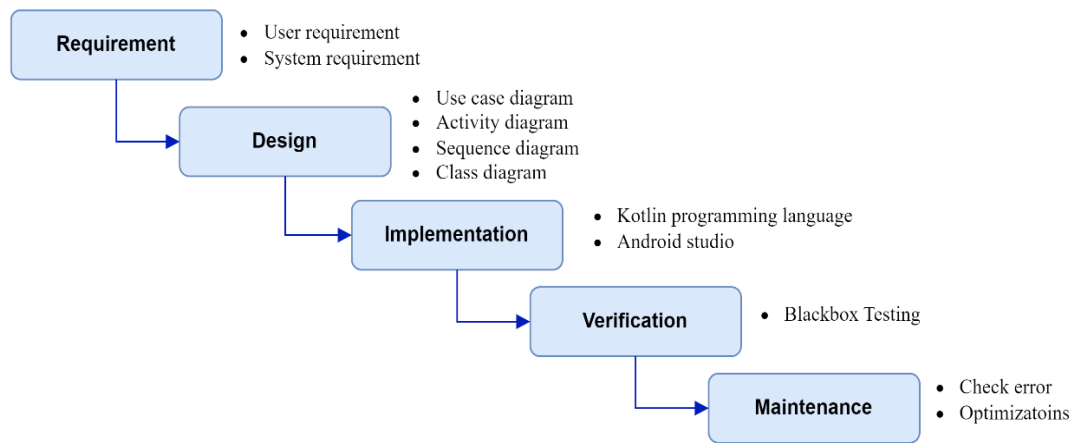 Requirement
• User requirement
• System requirement
Design
• Use case diagram
• Activity diagram
• Sequence diagram
• Class diagram
Implementation
• Kotlin programming language
• Android studio
Verification
• Blackbox Testing
Maintenance
• Check error
• Optimizatoins